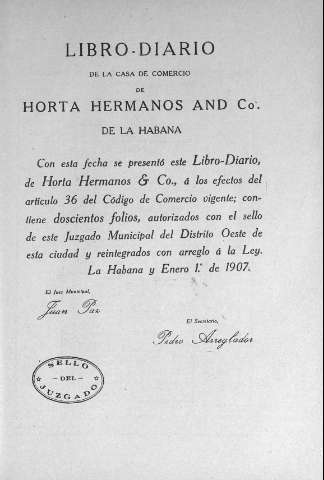 LIBRO-DIARIO
DE LA CASA DE COMERCIO
DE
HORTA HERMANOS AND Co.
DE LA HABANA
Con esta fecha se presentó este Libro-Diario,
de Horta Hermanos & Co., á los efectos del
artículo 36 del Código de Comercio vigente; con-
tiene doscientos folios, autorizados con el sello
de este Juzgado Municipal del Distrito Oeste de
esta ciudad y reintegrados con arreglo á la Ley.
La Habana y Enero 1.º de 1907.
El Juez Municipal,
Juan Paz
El Secretario,
Pedro Arreglador
SELLO
- DEL -
JUZGADO